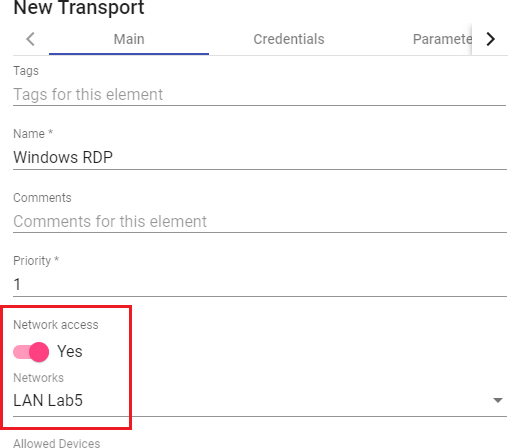 New Transport
Main
Credentials
Paramete
Tags
Tags for this element
Name *
Windows RDP
Comments
Comments for this element
Priority *
1
Network access
Yes
Networks
LAN Lab5
Allowed Devices